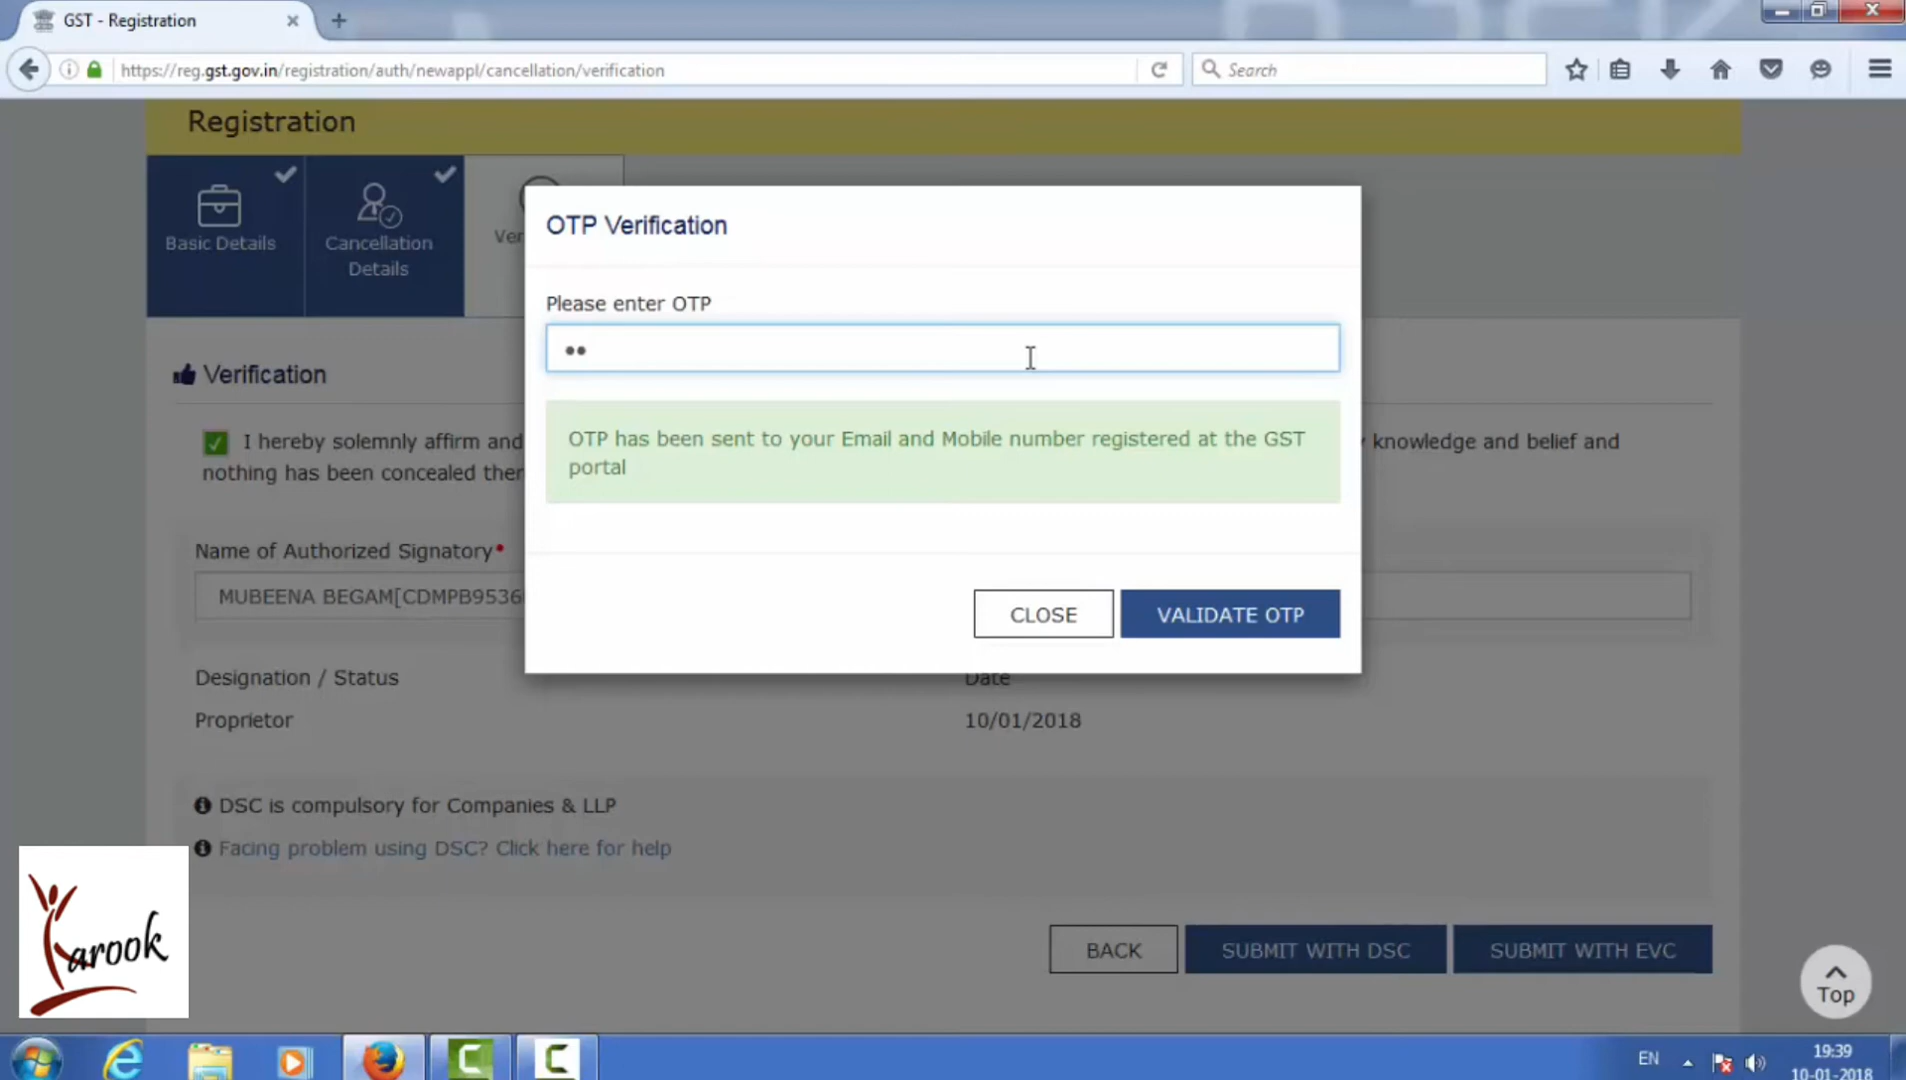 GST - Registration
https://reg.gst.gov.in/registration/auth/newappl/cancellation/verification
Search
Registration
Basic Details
Cancellation
Details
OTP Verification
Please enter OTP
••
OTP has been sent to your Email and Mobile number registered at the GST
portal
CLOSE
VALIDATE OTP
Verification
I hereby solemnly affirm and
knowledge and belief and
nothing has been concealed
Name of Authorized Signatory*
MUBEENA BEGAM[CDMPB9536
Designation / Status
Date
Proprietor
10/01/2018
DSC is compulsory for Companies & LLP
Facing problem using DSC? Click here for help
BACK
SUBMIT WITH DSC
SUBMIT WITH EVC
Top
arook
EN
19:39
10-01-2018